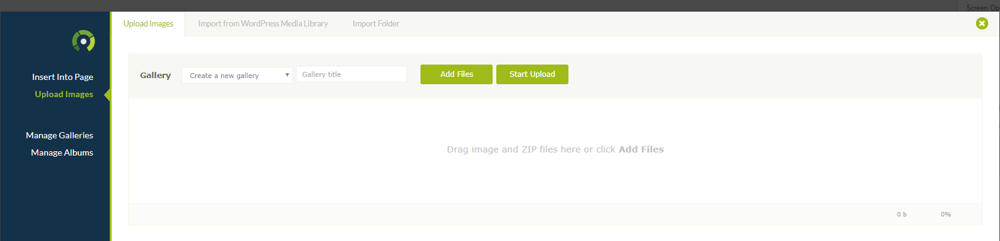 Screen Op
Upload Images Import from WordPress Media Library Import Folder
Insert Into Page
Upload Images
Manage Galleries
Manage Albums
Gallery Create a new gallery Gallery title Add Files Start Upload
Drag image and ZIP files here or click Add Files
0 b 0%